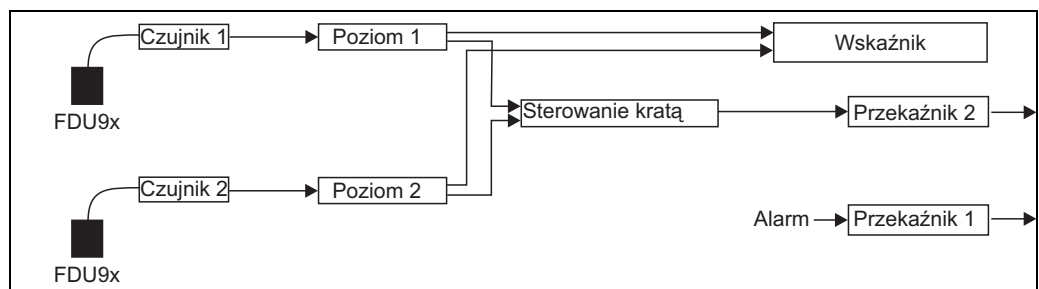 Czujnik 1
Poziom 1
Wskaźnik
FDU9x
Sterowanie kratą
Przekaźnik 2
Czujnik 2
Poziom 2
FDU9x
Alarm
Przekaźnik 1